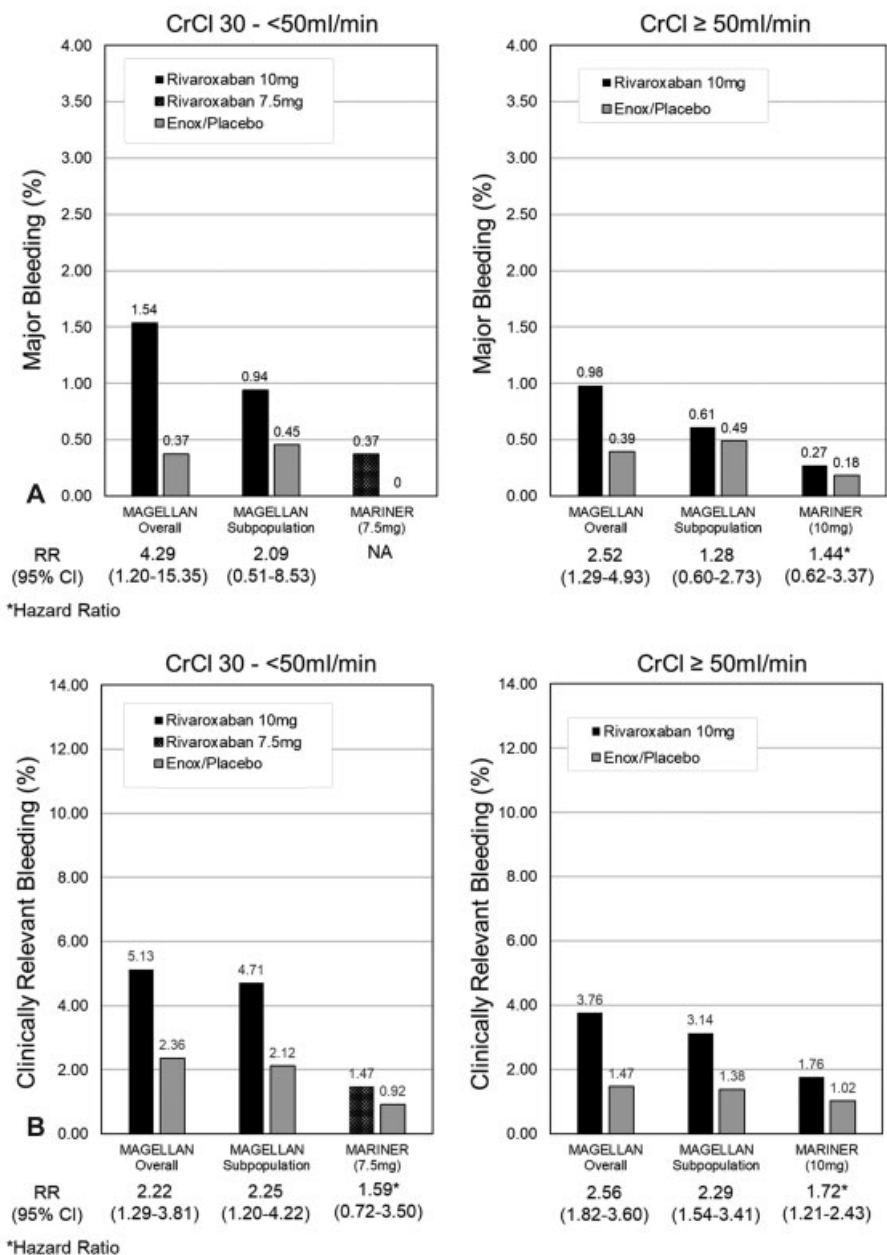 CrCl 30 - <50ml/min
Major Bleeding (%)
4.00
3.50
3.00
2.50
2.00
1.50
1.00
0.50
0.00
Rivaroxaban 10mg
Rivaroxaban 7.5mg
Enox/Placebo
1.54
0.37
0.94
0.45
0.37
0
A
MAGELLAN Overall
MAGELLAN Subpopulation
MARINER (7.5mg)
RR 4.29 2.09 NA
(95% CI) (1.20-15.35) (0.51-8.53)
*Hazard Ratio
CrCl ≥ 50ml/min
Major Bleeding (%)
4.00
3.50
3.00
2.50
2.00
1.50
1.00
0.50
0.00
Rivaroxaban 10mg
Enox/Placebo
0.98
0.39
0.61
0.49
0.27
0.18
MAGELLAN Overall
MAGELLAN Subpopulation
MARINER (10mg)
2.52 1.28 1.44*
(1.29-4.93) (0.60-2.73) (0.62-3.37)
CrCl 30 - <50ml/min
Clinically Relevant Bleeding (%)
14.00
12.00
10.00
8.00
6.00
4.00
2.00
0.00
Rivaroxaban 10mg
Rivaroxaban 7.5mg
Enox/Placebo
5.13
2.36
4.71
2.12
1.47
0.92
B
MAGELLAN Overall
MAGELLAN Subpopulation
MARINER (7.5mg)
RR 2.22 2.25 1.59*
(95% CI) (1.29-3.81) (1.20-4.22) (0.72-3.50)
*Hazard Ratio
CrCl ≥ 50ml/min
Clinically Relevant Bleeding (%)
14.00
12.00
10.00
8.00
6.00
4.00
2.00
0.00
Rivaroxaban 10mg
Enox/Placebo
3.76
1.47
3.14
1.38
1.76
1.02
MAGELLAN Overall
MAGELLAN Subpopulation
MARINER (10mg)
2.56 2.29 1.72*
(1.82-3.60) (1.54-3.41) (1.21-2.43)